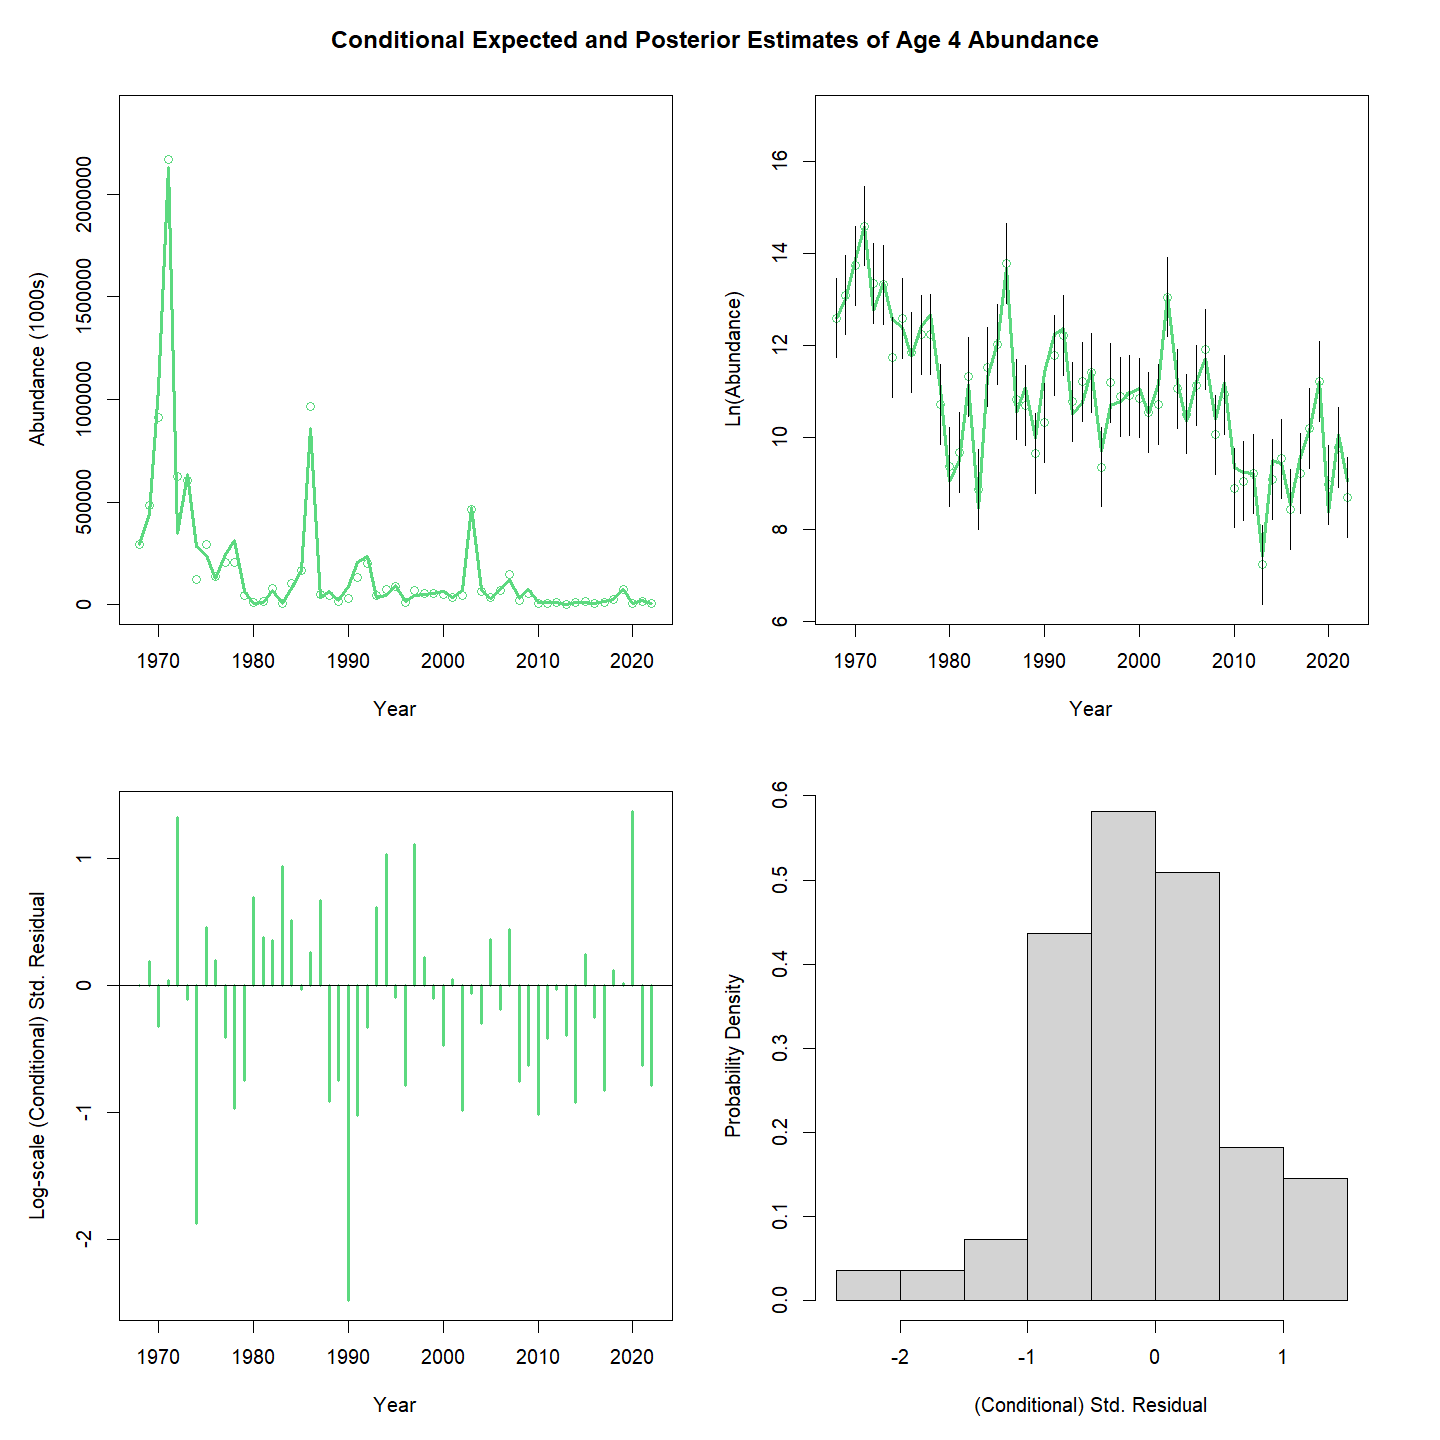 Conditional Expected and Posterior Estimates of Age 4 Abundance
Abundance (1000s)
2000000
1500000
1000000
500000
0
1970 1980 1990 2000 2010 2020
Year
Ln(Abundance)
16
14
12
10
8
6
1970 1980 1990 2000 2010 2020
Year
Log-scale (Conditional) Std. Residual
1
0
-1
-2
1970 1980 1990 2000 2010 2020
Year
Probability Density
0.6
0.5
0.4
0.3
0.2
0.1
0.0
-2 -1 0 1
(Conditional) Std. Residual